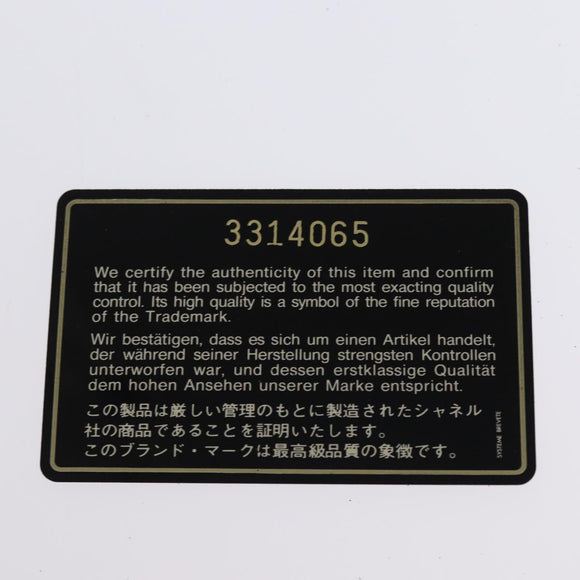 3314065
We certify the authenticity of this item and confirm
that it has been subjected to the most exacting quality
control. Its high quality is a symbol of the fine reputation
of the Trademark.
Wir bestätigen, dass es sich um einen Artikel handelt,
der während seiner Herstellung strengsten Kontrollen
unterworfen war, und dessen erstklassige Qualität
dem hohen Ansehen unserer Marke entspricht.
この製品は厳しい管理のもとに製造されたシャネル
社の商品であることを証明いたします。
このブランド・マークは最高級品質の象徴です。
SYSTEME BREVETE